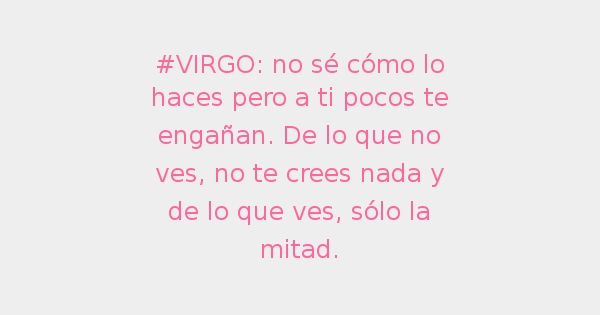 #VIRGO: no sé cómo lo
haces pero a ti pocos te
engañan. De lo que no
ves, no te crees nada y
de lo que ves, sólo la
mitad.